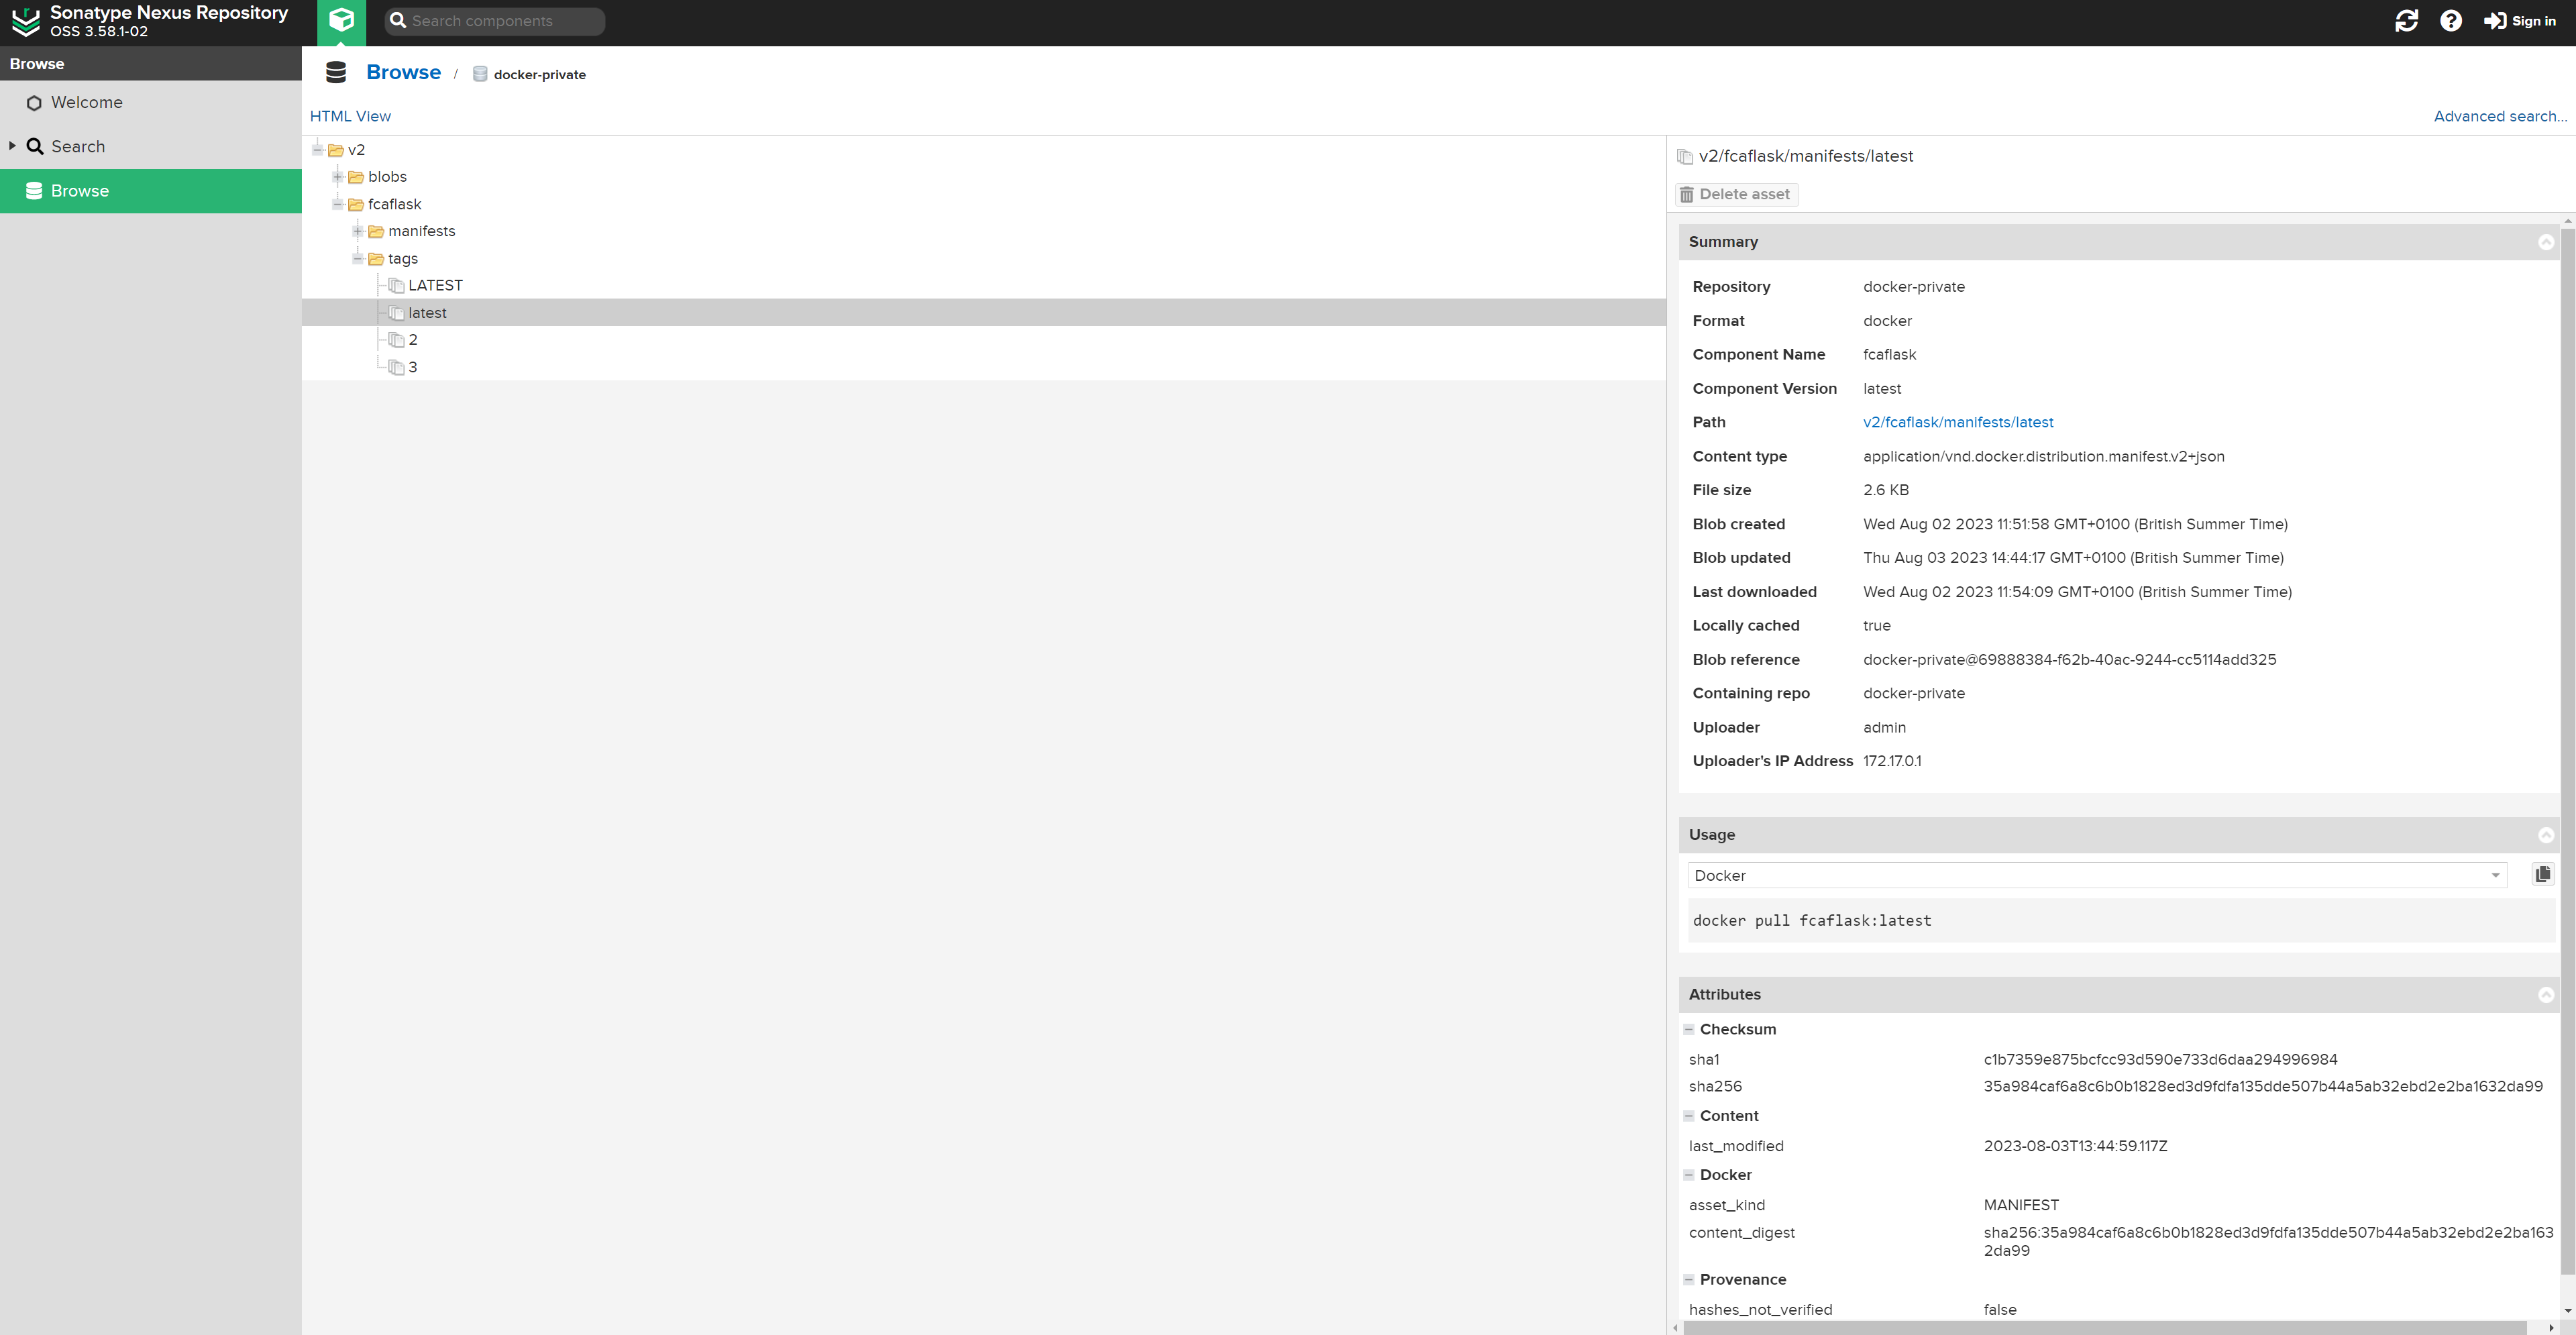 Sonatype Nexus Repository
OSS 3.58.1-02
Search components
Sign in
Browse
Welcome
Search
Browse
Browse / docker-private
HTML View
Advanced search...
v2
blobs
fcaflask
manifests
tags
LATEST
latest
2
3
v2/fcaflask/manifests/latest
Delete asset
Summary
Repository docker-private
Format docker
Component Name fcaflask
Component Version latest
Path v2/fcaflask/manifests/latest
Content type application/vnd.docker.distribution.manifest.v2+json
File size 2.6 KB
Blob created Wed Aug 02 2023 11:51:58 GMT+0100 (British Summer Time)
Blob updated Thu Aug 03 2023 14:44:17 GMT+0100 (British Summer Time)
Last downloaded Wed Aug 02 2023 11:54:09 GMT+0100 (British Summer Time)
Locally cached true
Blob reference docker-private@69888384-f62b-40ac-9244-cc5114add325
Containing repo docker-private
Uploader admin
Uploader's IP Address 172.17.0.1
Usage
Docker
docker pull fcaflask:latest
Attributes
Checksum
sha1 c1b7359e875bcfcc93d590e733d6daa294996984
sha256 35a984caf6a8c6b0b1828ed3d9fdfa135dde507b44a5ab32ebd2e2ba1632da99
Content
last_modified 2023-08-03T13:44:59.117Z
Docker
asset_kind MANIFEST
content_digest sha256:35a984caf6a8c6b0b1828ed3d9fdfa135dde507b44a5ab32ebd2e2ba163
2da99
Provenance
hashes_not_verified false